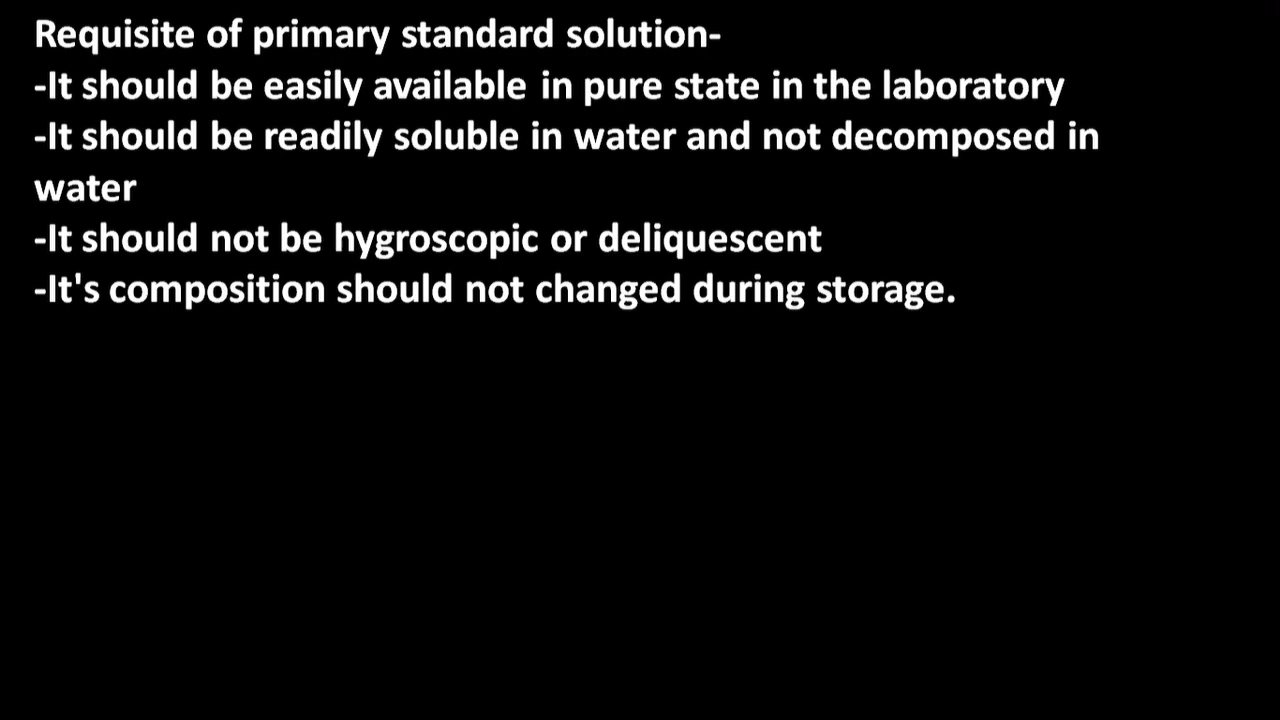 Requisite of primary standard solution-
-It should be easily available in pure state in the laboratory
-It should be readily soluble in water and not decomposed in
water
-It should not be hygroscopic or deliquescent
-It's composition should not changed during storage.